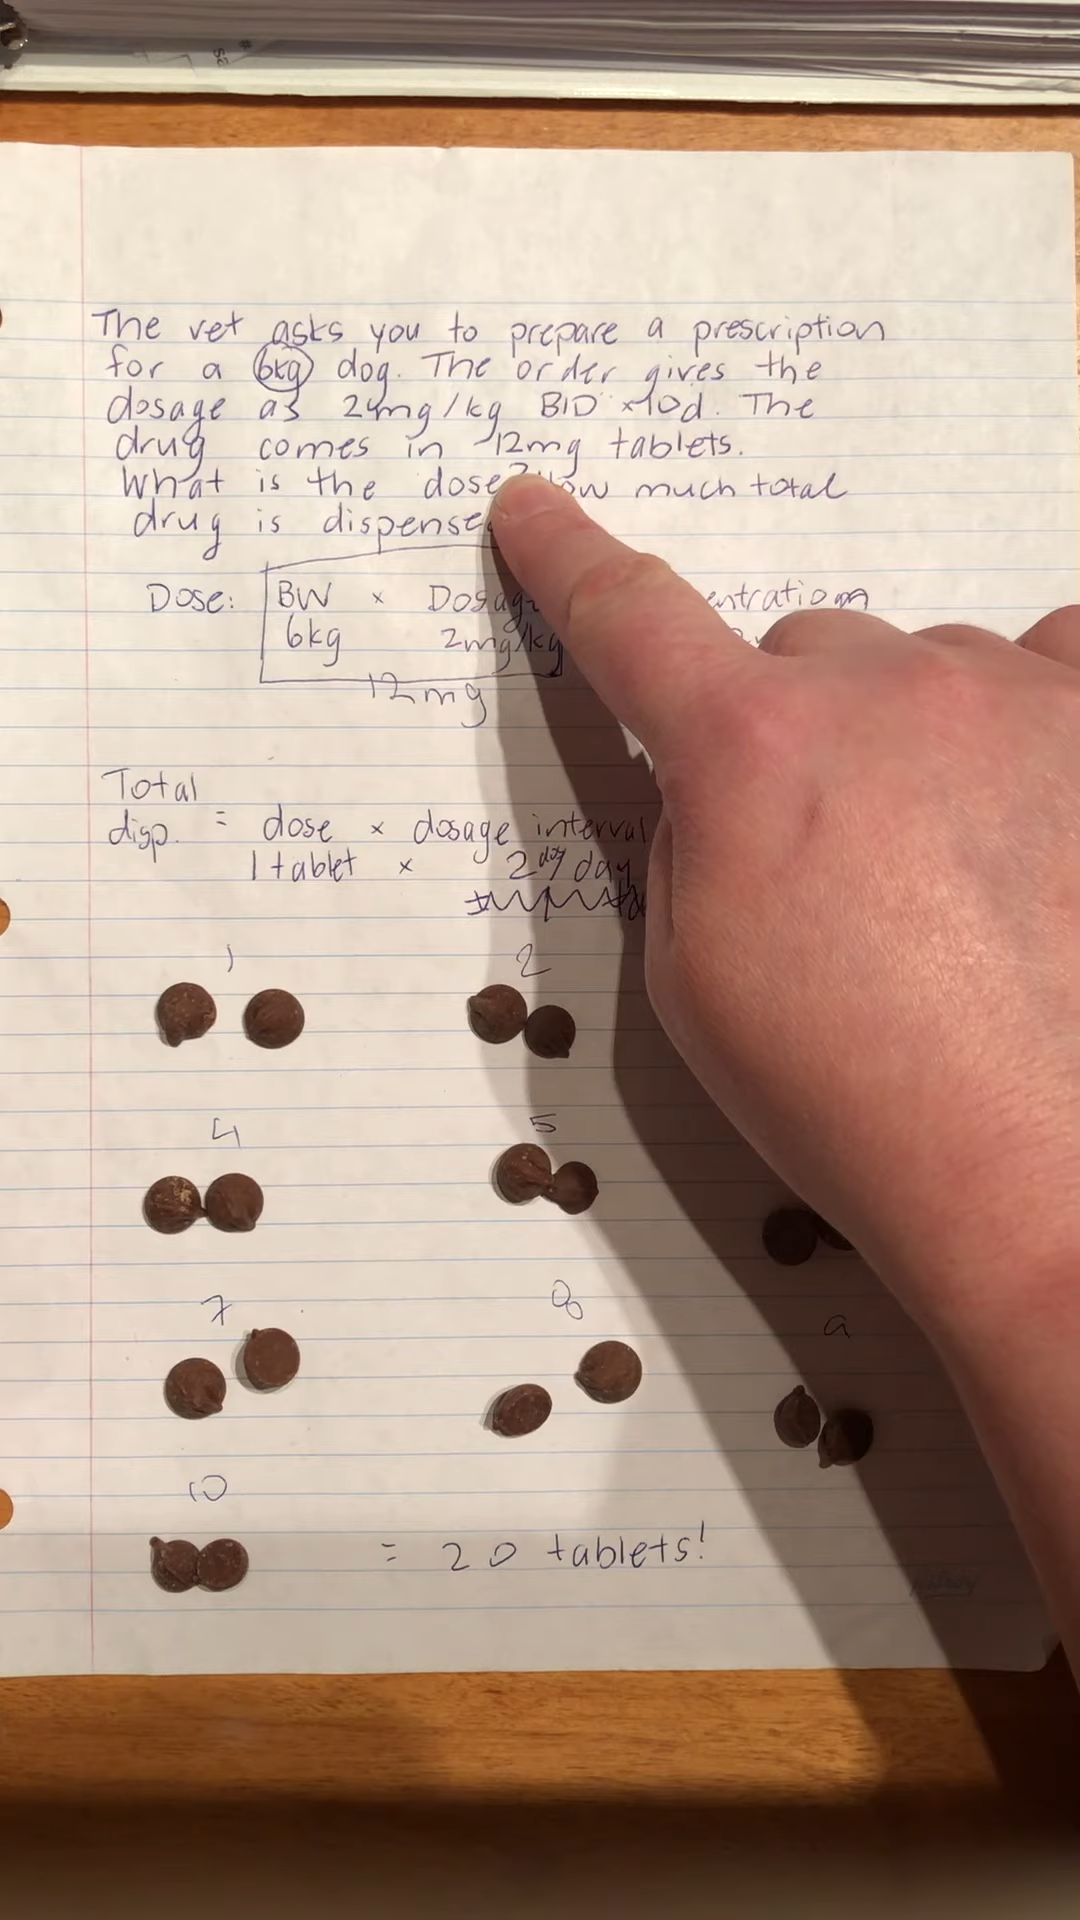 The vet asks you to prepare a prescription
for a 6kg dog. The order gives the
dosage as 2mg/kg BID x10d. The
drug comes in 12mg tablets.
What is the dose? How much total
drug is dispensed
Dose: BW x Dosage entration
6kg 2mg/kg
12mg
Total
disp. = dose x dosage interval
1 tablet x 2 day
1 2
4 5
7 8 9
10
= 20 tablets!